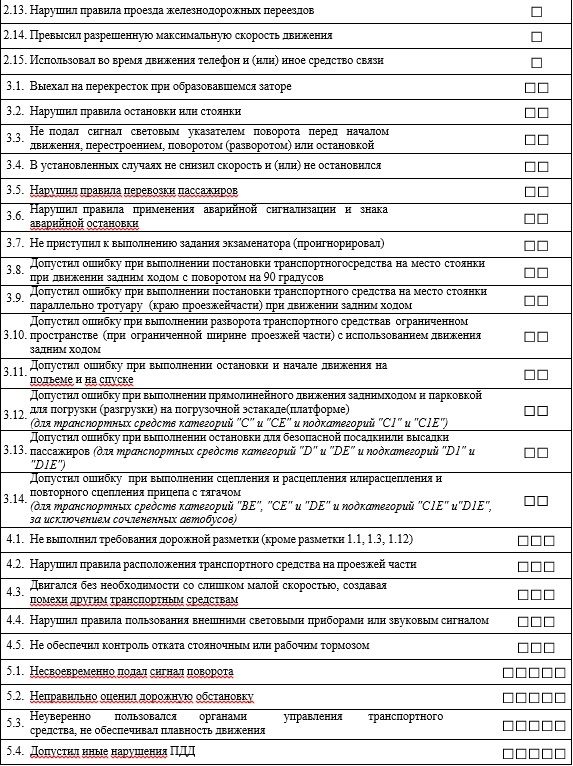 2.13. Нарушил правила проезда железнодорожных переездов □
2.14. Превысил разрешенную максимальную скорость движения □
2.15. Использовал во время движения телефон и (или) иное средство связи □
3.1. Выехал на перекресток при образовавшемся заторе □□
3.2. Нарушил правила остановки или стоянки □□
3.3. Не подал сигнал световым указателем поворота перед началом
движения, перестроением, поворотом (разворотом) или остановкой □□
3.4. В установленных случаях не снизил скорость и (или) не остановился □□
3.5. Нарушил правила перевозки пассажиров □□
3.6. Нарушил правила применения аварийной сигнализации и знака
аварийной остановки □□
3.7. Не приступил к выполнению задания экзаменатора (проигнорировал) □□
3.8. Допустил ошибку при выполнении постановки транспортногосредства на место стоянки
при движении задним ходом с поворотом на 90 градусов □□
3.9. Допустил ошибку при выполнении постановки транспортного средства на место стоянки
параллельно тротуару (краю проезжейчасти) при движении задним ходом □□
3.10. Допустил ошибку при выполнении разворота транспортного средствав ограниченном
пространстве (при ограниченной ширине проезжей части) с использованием движения
задним ходом □□
3.11. Допустил ошибку при выполнении остановки и начале движения на
подъеме и на спуске □□
3.12. Допустил ошибку при выполнении прямолинейного движения заднимходом и парковкой
для погрузки (разгрузки) на погрузочной эстакаде(платформе)
(для транспортных средств категорий "C" и "CE" и подкатегорий "C1" и "C1E") □□
3.13. Допустил ошибку при выполнении остановки для безопасной посадкиили высадки
пассажиров (для транспортных средств категорий "D" и "DE" и подкатегорий "D1" и
"D1E") □□
3.14. Допустил ошибку при выполнении сцепления и расцепления илирасцепления и
повторного сцепления прицепа с тягачом
(для транспортных средств категорий "BE", "CE" и "DE" и подкатегорий "C1E" и"D1E",
за исключением сочлененных автобусов) □□
4.1. Не выполнил требования дорожной разметки (кроме разметки 1.1, 1.3, 1.12) □□□
4.2. Нарушил правила расположения транспортного средства на проезжей части □□□
4.3. Двигался без необходимости со слишком малой скоростью, создавая
помехи другим транспортным средствам □□□
4.4. Нарушил правила пользования внешними световыми приборами или звуковым сигналом □□□
4.5. Не обеспечил контроль отката стояночным или рабочим тормозом □□□
5.1. Несвоевременно подал сигнал поворота □□□□□
5.2. Неправильно оценил дорожную обстановку □□□□□
5.3. Неуверенно пользовался органами управления транспортного
средства, не обеспечивал плавность движения □□□□□
5.4. Допустил иные нарушения ПДД □□□□□